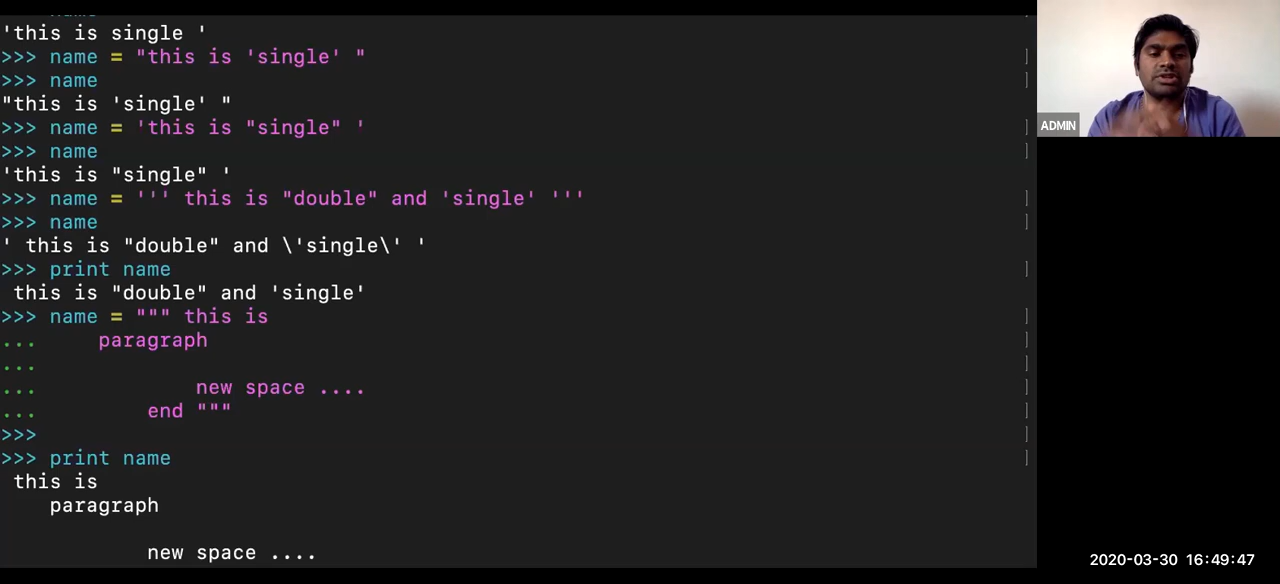 'this is single '
>>> name = "this is 'single' "
>>> name
"this is 'single' "
>>> name = 'this is "single" '
>>> name
'this is "single" '
>>> name = ''' this is "double" and 'single' '''
>>> name
' this is "double" and \'single\' '
>>> print name
 this is "double" and 'single'
>>> name = """ this is
...     paragraph
...
...             new space ....
...         end """
>>>
>>> print name
 this is
    paragraph
            new space ....
ADMIN
2020-03-30 16:49:47